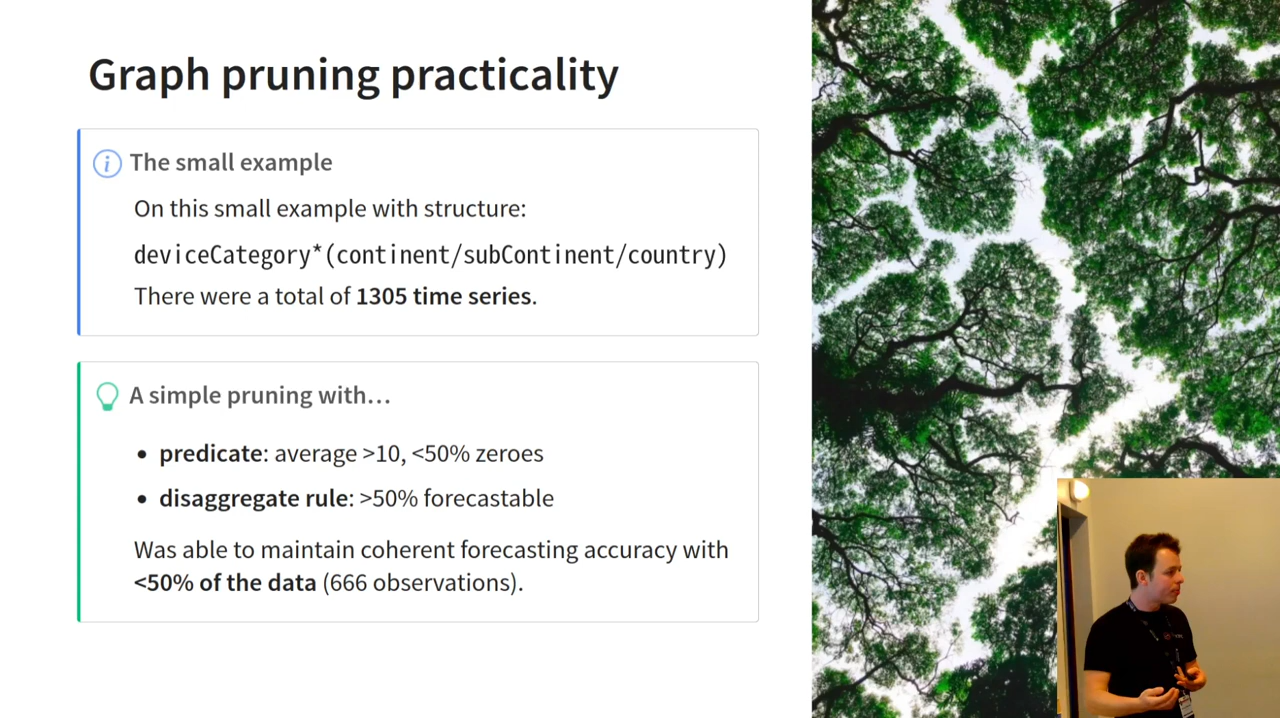 Graph pruning practicality
The small example
On this small example with structure:
deviceCategory*(continent/subContinent/country)
There were a total of 1305 time series.
A simple pruning with...
• predicate: average >10, <50% zeroes
• disaggregate rule: >50% forecastable
Was able to maintain coherent forecasting accuracy with
<50% of the data (666 observations).